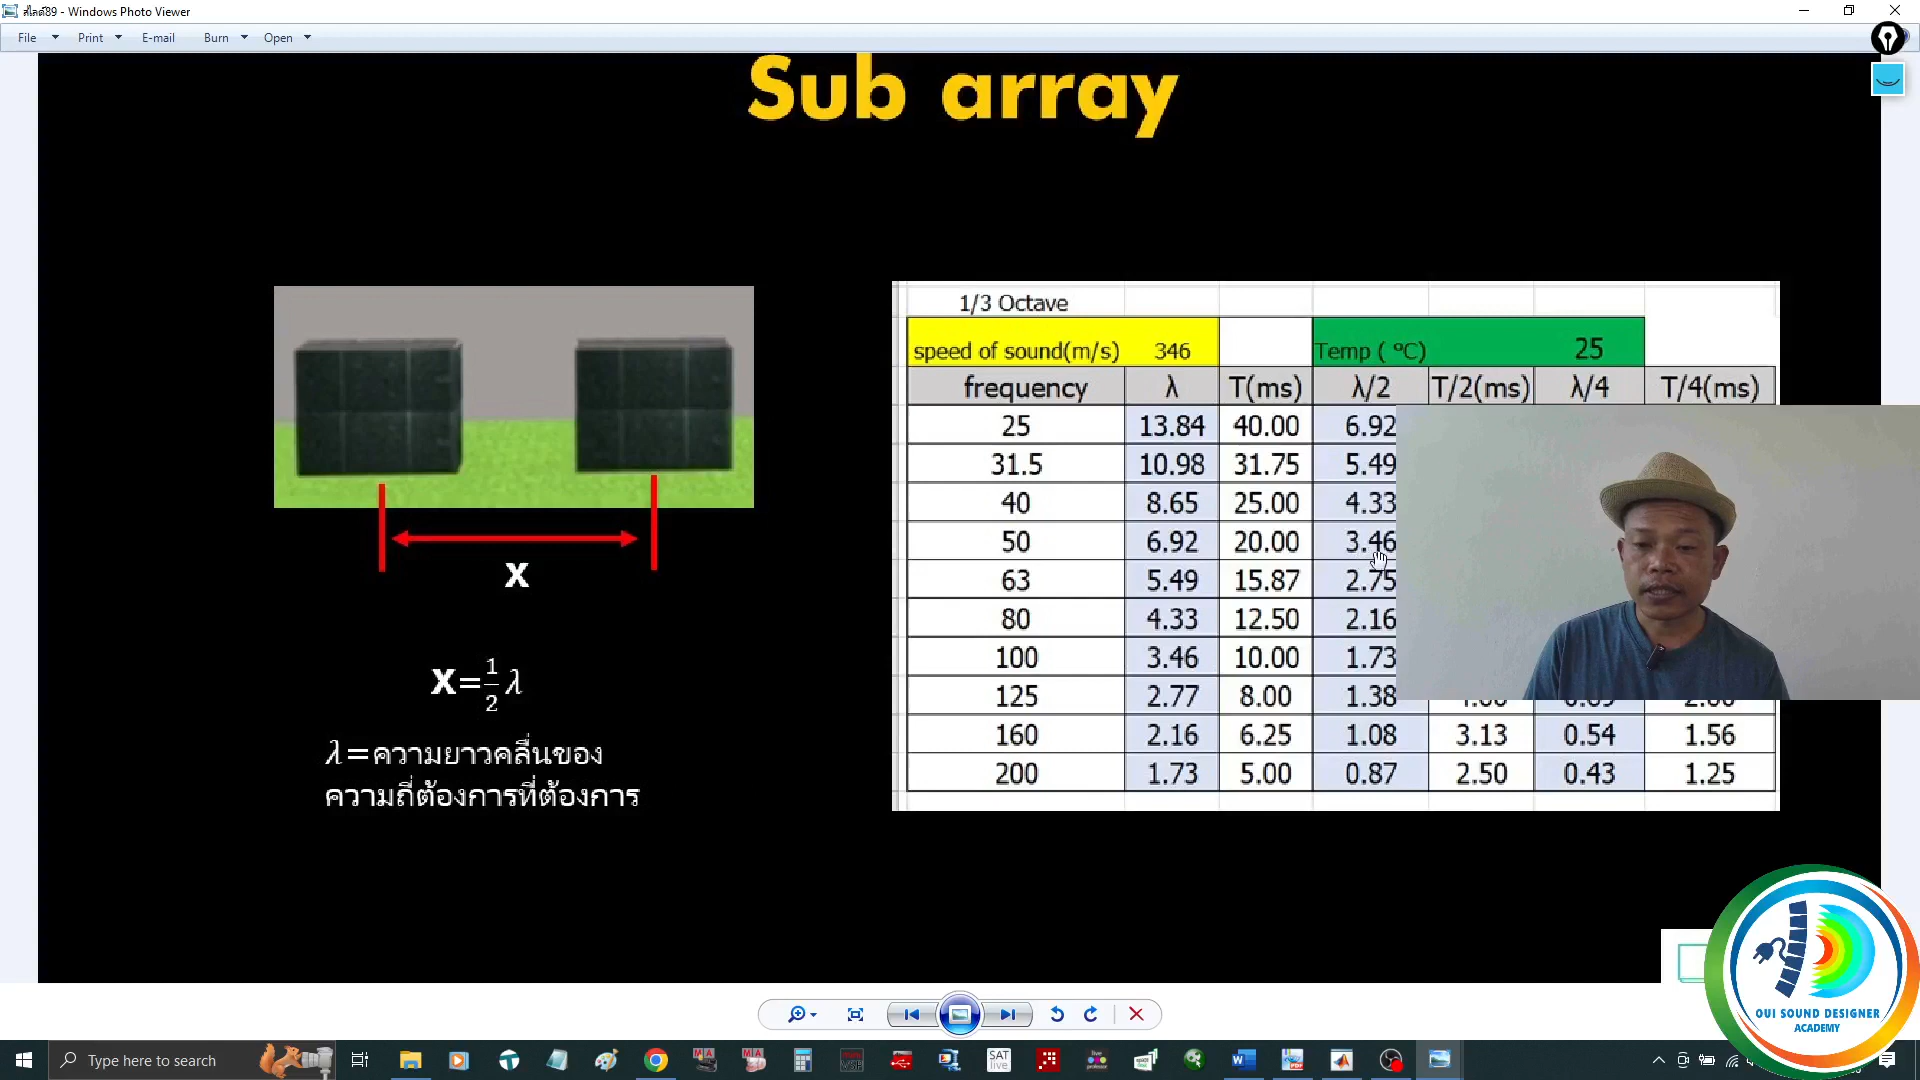 สไลด์89 - Windows Photo Viewer
File Print E-mail Burn Open
Sub array
1/3 Octave
speed of sound(m/s) 346 Temp ( °C) 25
frequency λ T(ms) λ/2 T/2(ms) λ/4 T/4(ms)
25 13.84 40.00 6.92
31.5 10.98 31.75 5.49
40 8.65 25.00 4.33
50 6.92 20.00 3.46
63 5.49 15.87 2.75
80 4.33 12.50 2.16
100 3.46 10.00 1.73
125 2.77 8.00 1.38
160 2.16 6.25 1.08 3.13 0.54 1.56
200 1.73 5.00 0.87 2.50 0.43 1.25
X
X=1/2 λ
λ=ความยาวคลื่นของ
ความถี่ต้องการที่ต้องการ
OUI SOUND DESIGNER
ACADEMY
Type here to search
SAT
live